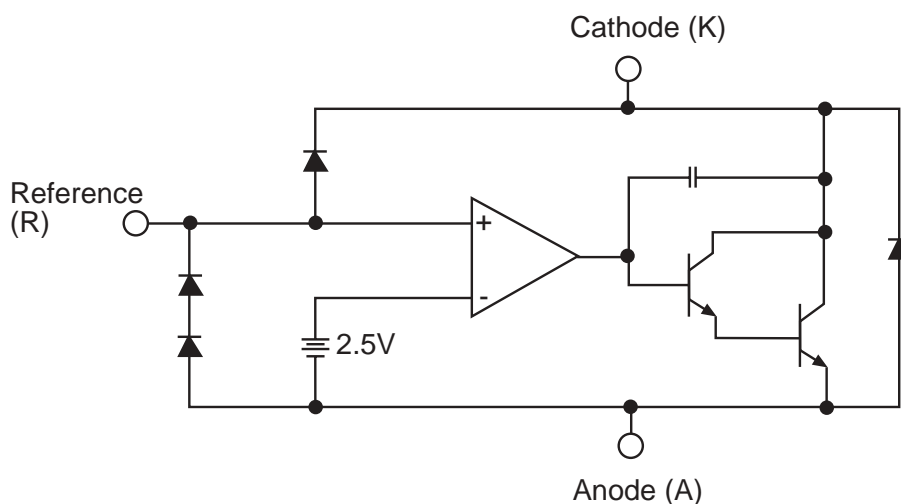 Cathode (K)
Reference
(R)
+
-
2.5V
Anode (A)